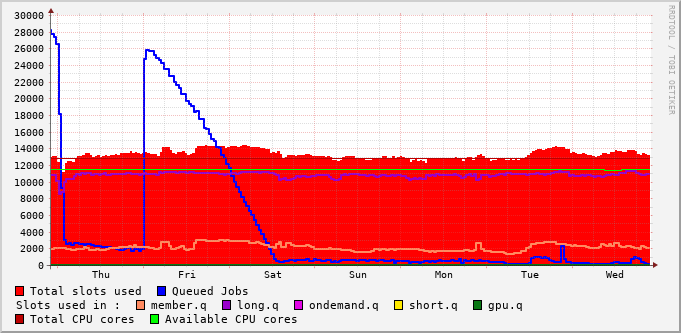 RRDTOOL / TOBI OETIKER
30000
28000
26000
24000
22000
20000
18000
16000
14000
12000
10000
8000
6000
4000
2000
0
Thu Fri Sat Sun Mon Tue Wed
Total slots used Queued Jobs
Slots used in : member.q long.q ondemand.q short.q gpu.q
Total CPU cores
Available CPU cores